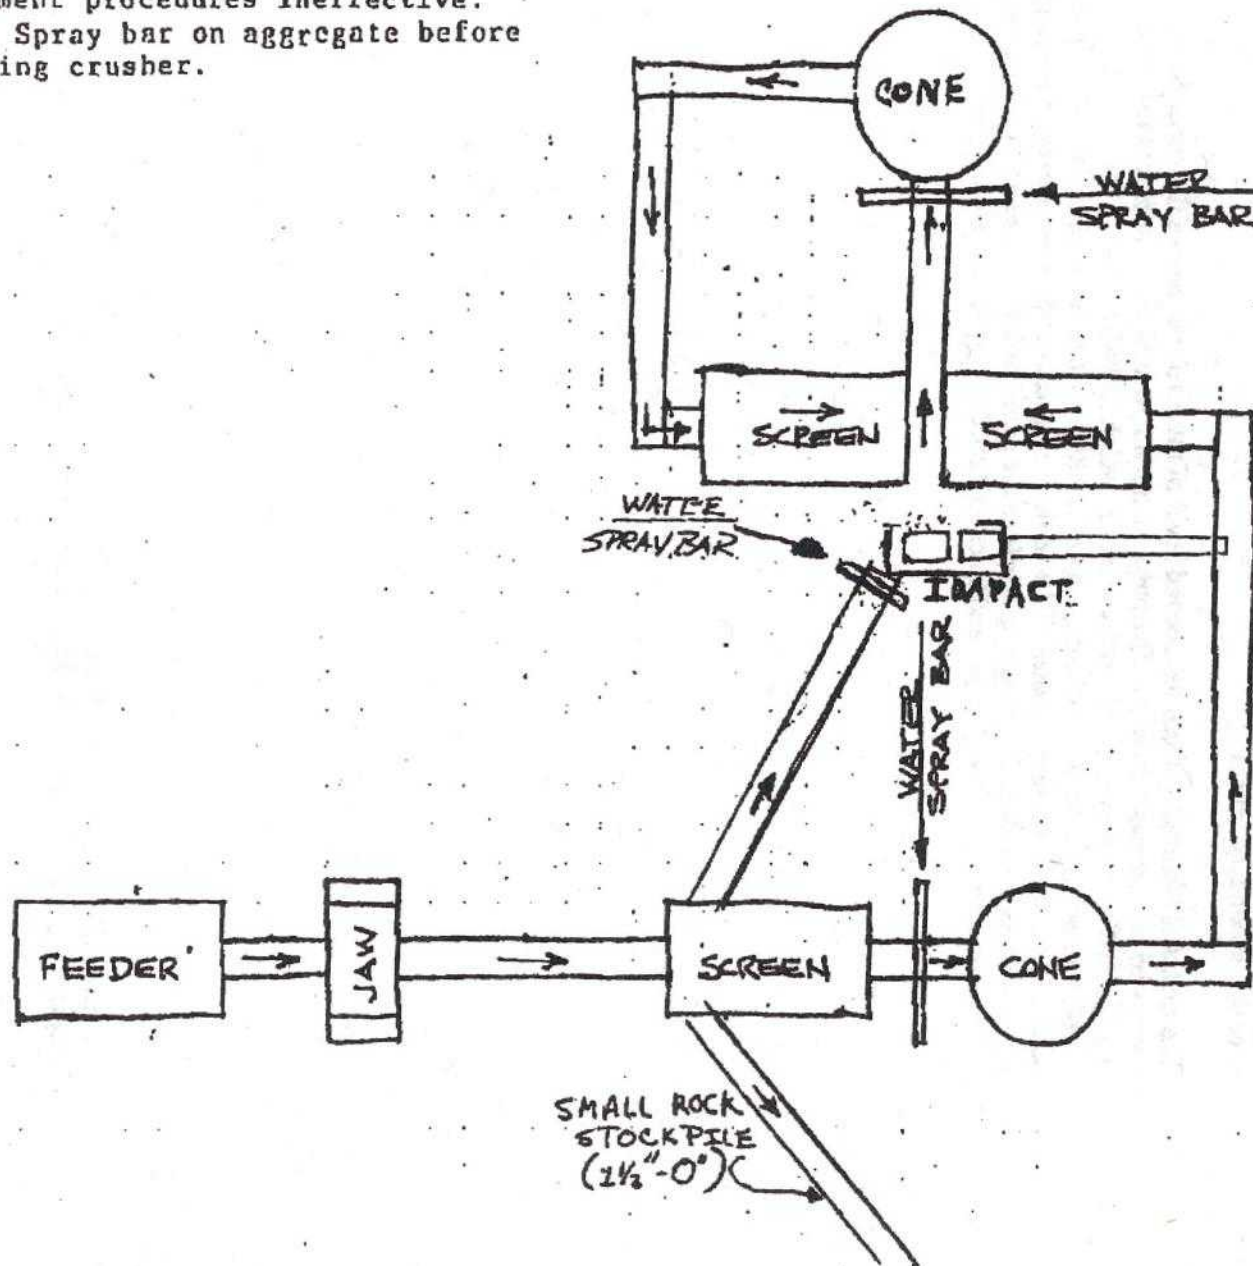 ment procedures ineffective.
Spray bar on aggregate before
ing crusher.
CONE
WATER
SPRAY BAR
SCREEN
SCREEN
WATER
SPRAY BAR
IMPACT
WATER
SPRAY BAR
FEEDER
JAW
SCREEN
CONE
SMALL ROCK
STOCKPILE
(1½"-0")